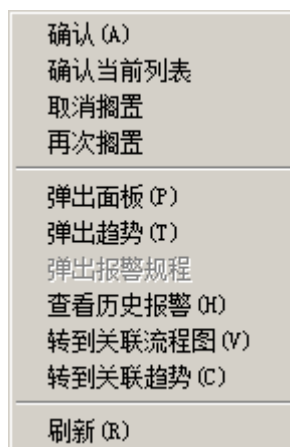 确认(A)
确认当前列表
取消搁置
再次搁置
弹出面板(P)
弹出趋势(T)
弹出报警规程
查看历史报警(H)
转到关联流程图(V)
转到关联趋势(C)
刷新(R)